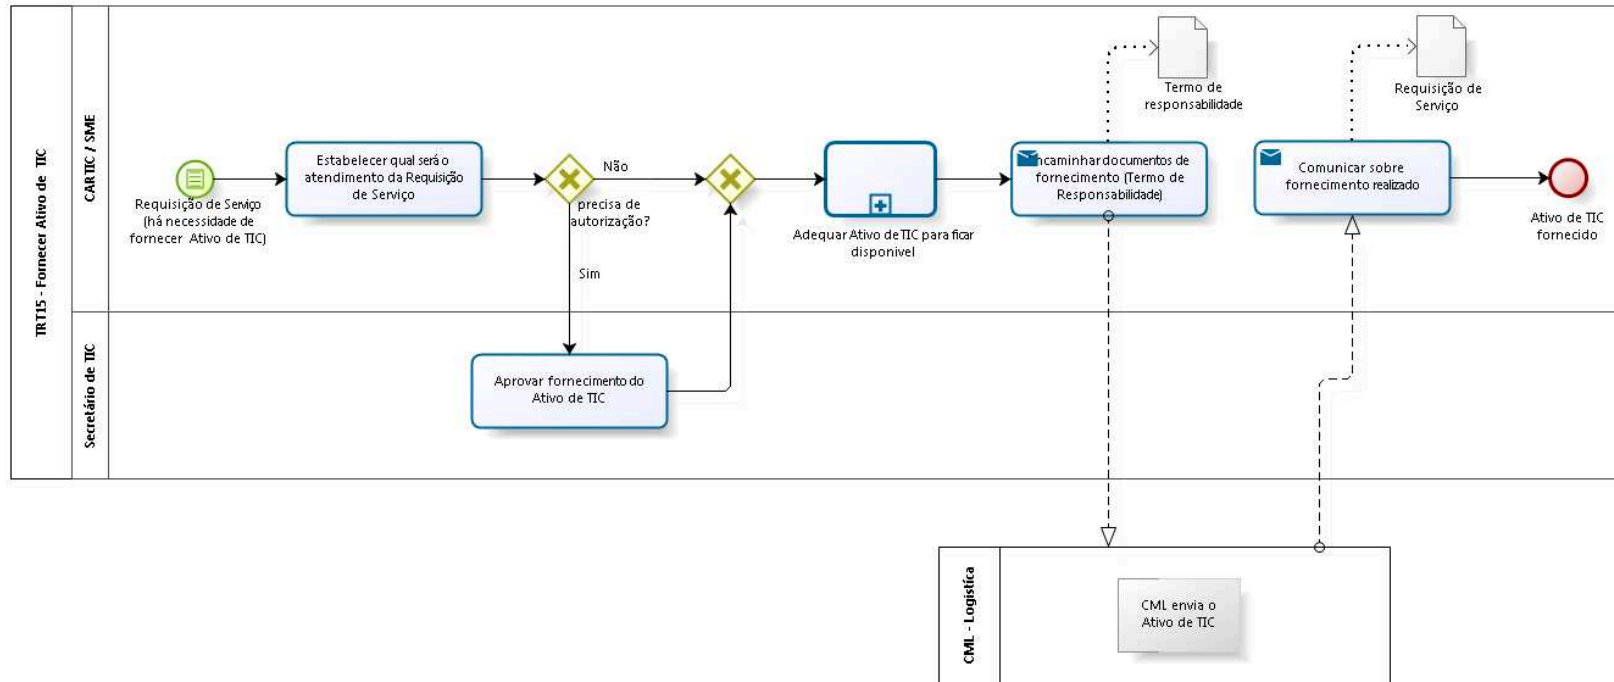 TRT15 - Fornecer Ativo de TIC
CARTIC / SME
Requisição de Serviço
(há necessidade de
fornecer Ativo de TIC)
Estabelecer qual será o
atendimento da Requisição
de Serviço
Não
precisa de
autorização?
Sim
Adequar Ativo de TIC para ficar
disponivel
ncaminhar documentos de
fornecimento (Termo de
Responsabilidade)
Termo de
responsabilidade
Comunicar sobre
fornecimento realizado
Requisição de
Serviço
Ativo de TIC
fornecido
Secretário de TIC
Aprovar fornecimento do
Ativo de TIC
CML - Logística
CML envia o
Ativo de TIC